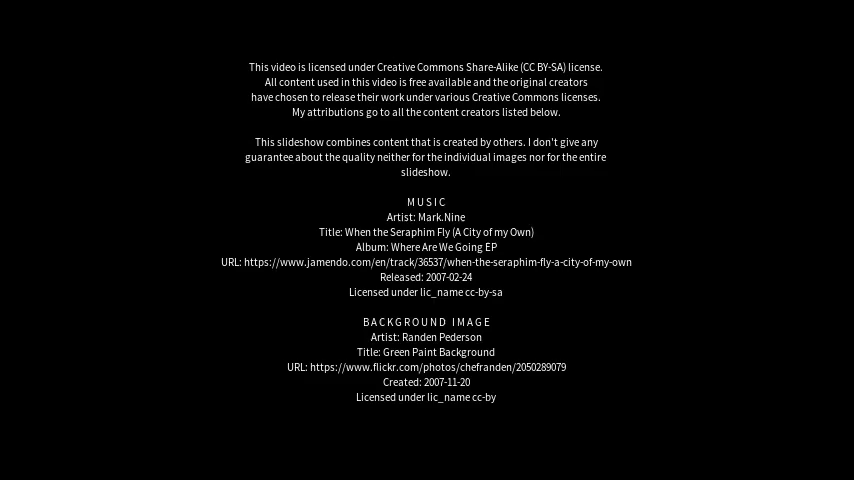 This video is licensed under Creative Commons Share-Alike (CC BY-SA) license.
All content used in this video is free available and the original creators
have chosen to release their work under various Creative Commons licenses.
My attributions go to all the content creators listed below.
This slideshow combines content that is created by others. I don't give any
guarantee about the quality neither for the individual images nor for the entire
slideshow.
MUSIC
Artist: Mark.Nine
Title: When the Seraphim Fly (A City of my Own)
Album: Where Are We Going EP
URL: https://www.jamendo.com/en/track/36537/when-the-seraphim-fly-a-city-of-my-own
Released: 2007-02-24
Licensed under lic_name cc-by-sa
BACKGROUND IMAGE
Artist: Randen Pederson
Title: Green Paint Background
URL: https://www.flickr.com/photos/chefranden/2050289079
Created: 2007-11-20
Licensed under lic_name cc-by